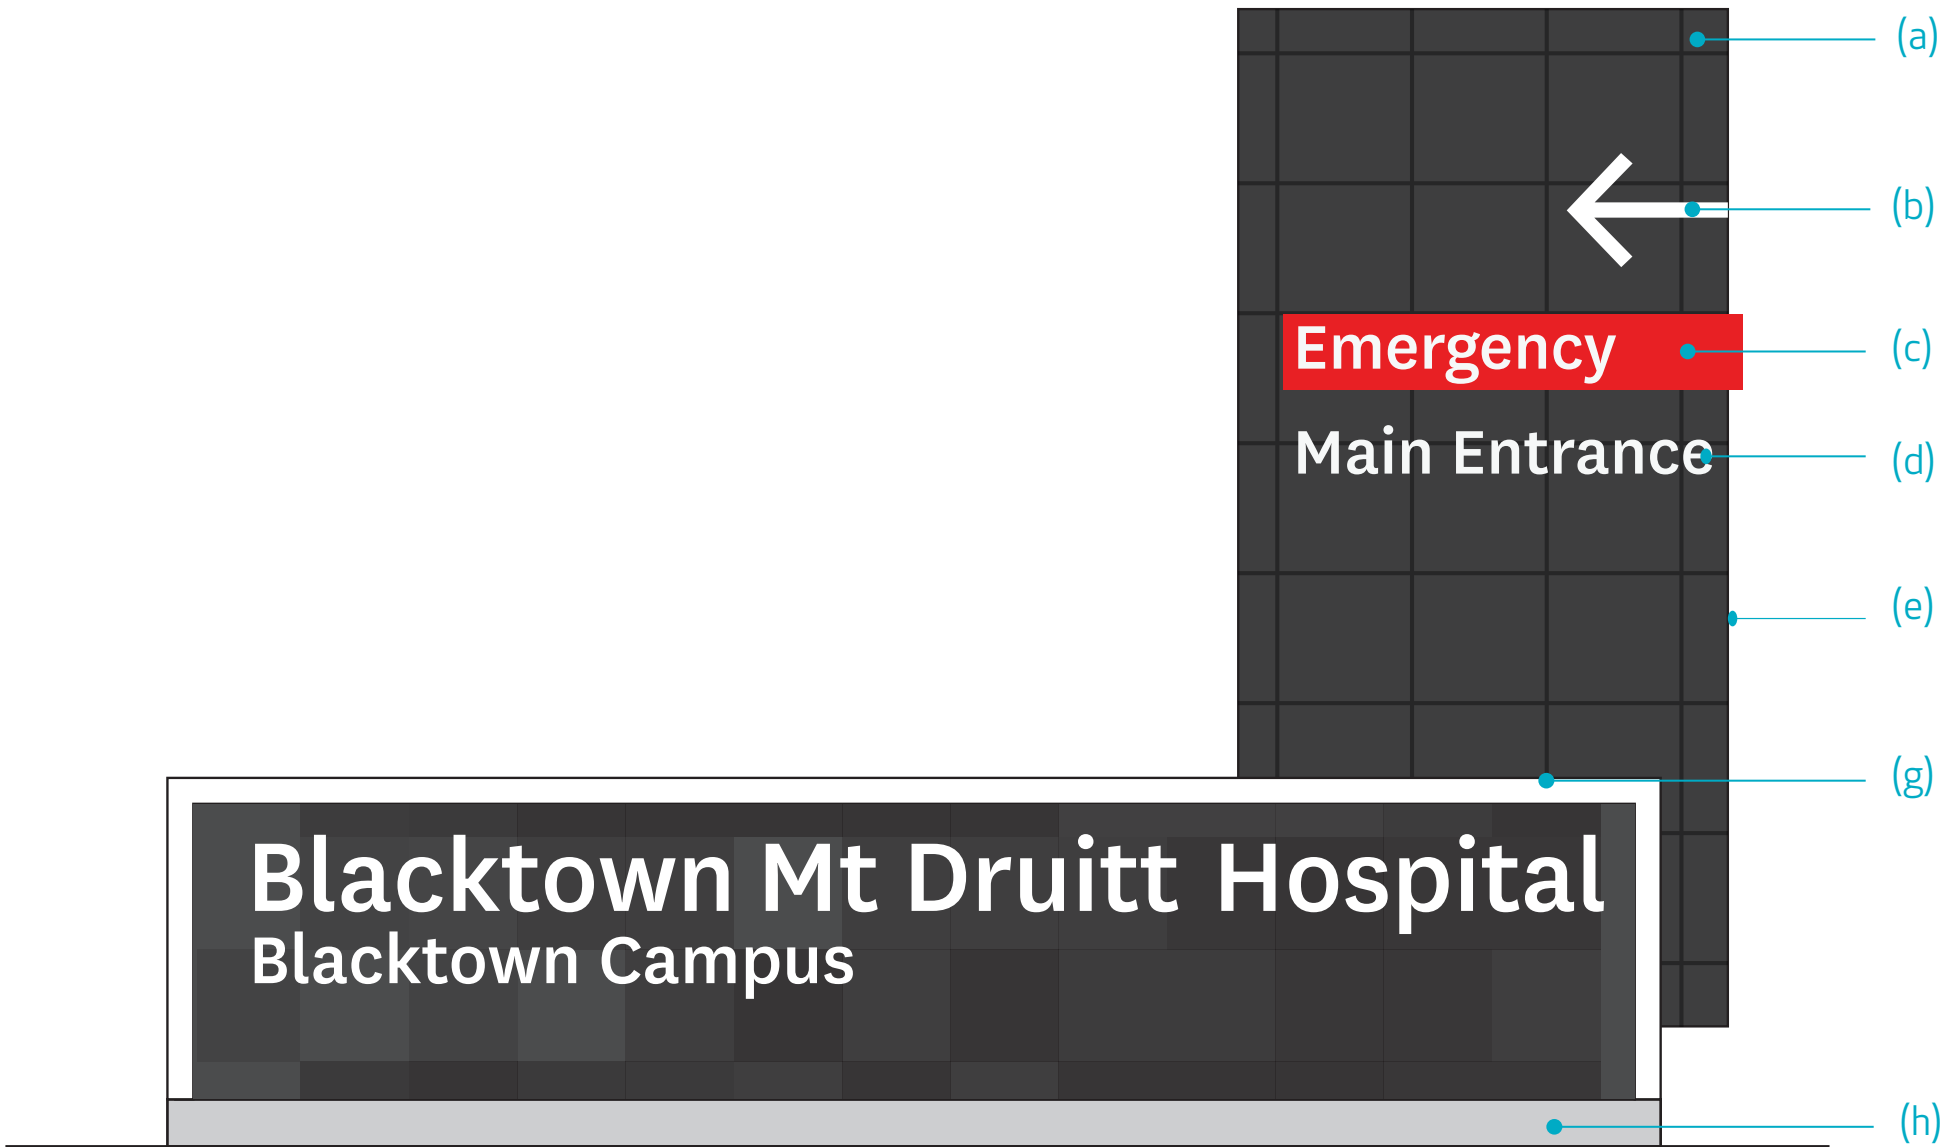 (a)
(b)
Emergency (c)
Main Entrance (d)
(e)
(g)
Blacktown Mt Druitt Hospital
Blacktown Campus
(h)